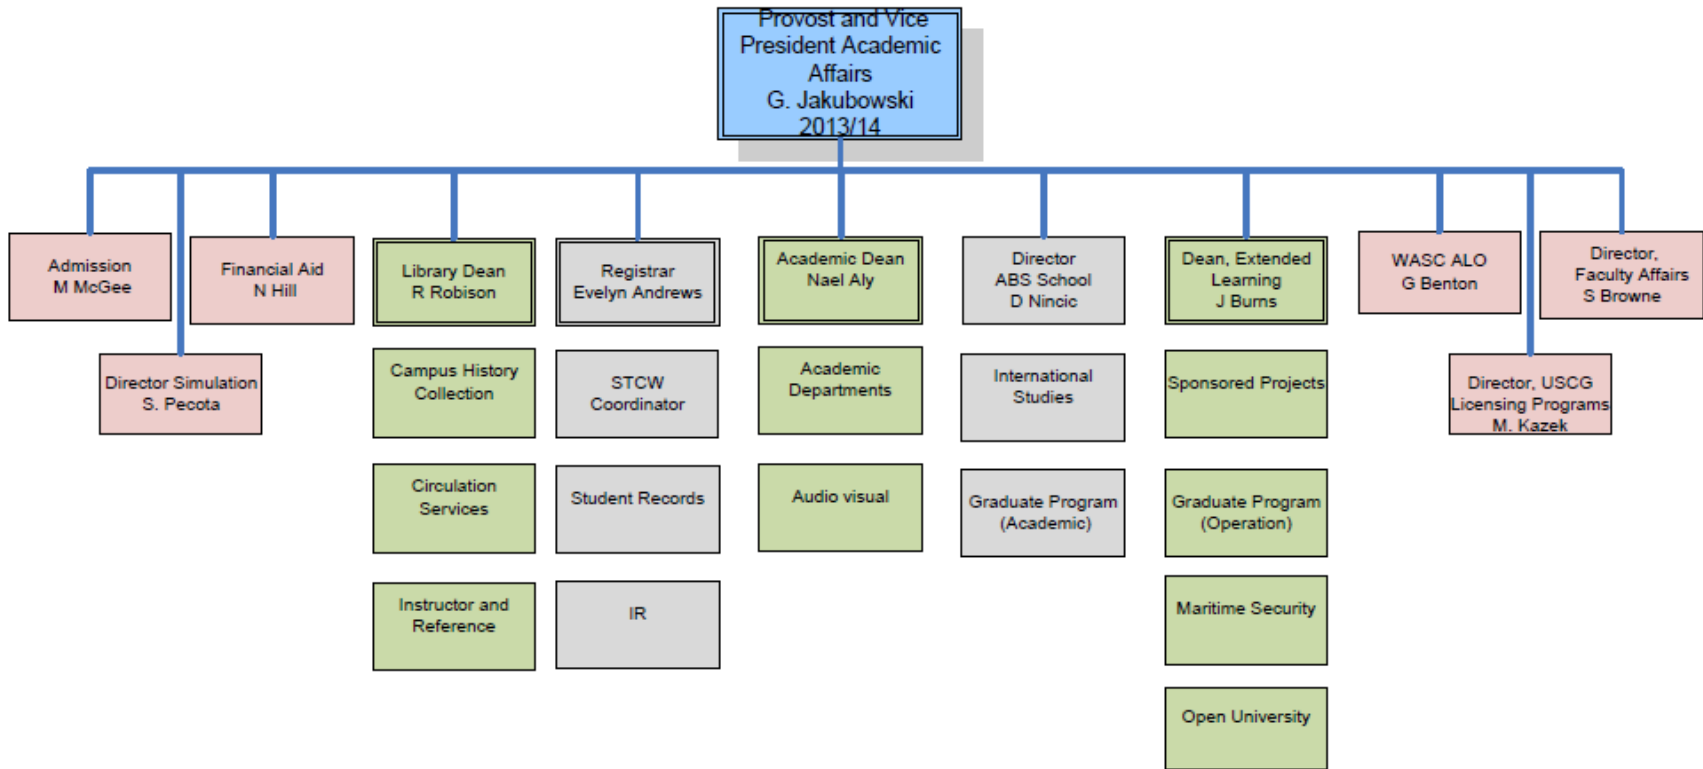 Provost and Vice
President Academic
Affairs
G. Jakubowski
2013/14
Admission
M McGee
Director Simulation
S. Pecota
Financial Aid
N Hill
Library Dean
R Robison
Campus History
Collection
Circulation
Services
Instructor and
Reference
Registrar
Evelyn Andrews
STCW
Coordinator
Student Records
IR
Academic Dean
Nael Aly
Academic
Departments
Audio visual
Director
ABS School
D Nincic
International
Studies
Graduate Program
(Academic)
Dean, Extended
Learning
J Burns
Sponsored Projects
Graduate Program
(Operation)
Maritime Security
Open University
WASC ALO
G Benton
Director, USCG
Licensing Programs
M. Kazek
Director,
Faculty Affairs
S Browne